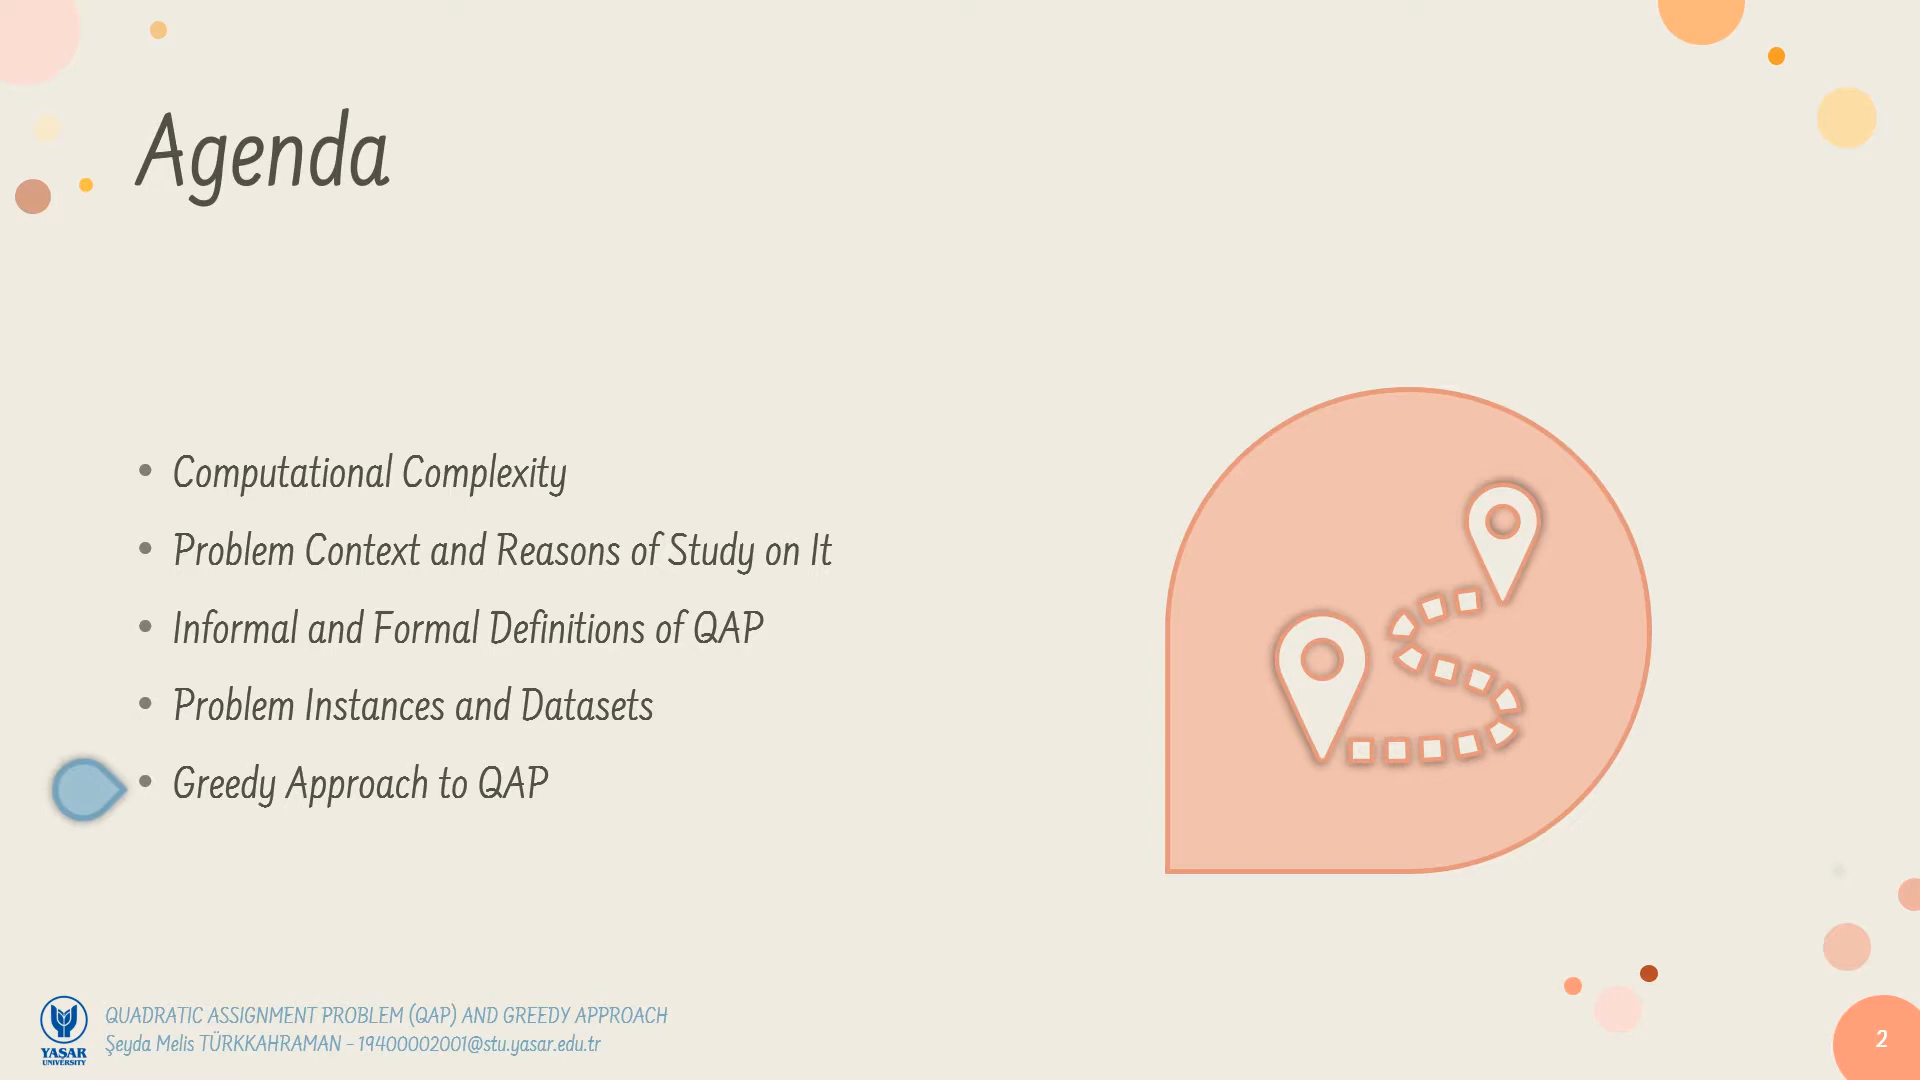 Agenda
• Computational Complexity
• Problem Context and Reasons of Study on It
• Informal and Formal Definitions of QAP
• Problem Instances and Datasets
• Greedy Approach to QAP
YAŞAR
UNIVERSITY
QUADRATIC ASSIGNMENT PROBLEM (QAP) AND GREEDY APPROACH
Şeyda Melis TÜRKKAHRAMAN - 19400002001@stu.yasar.edu.tr
2